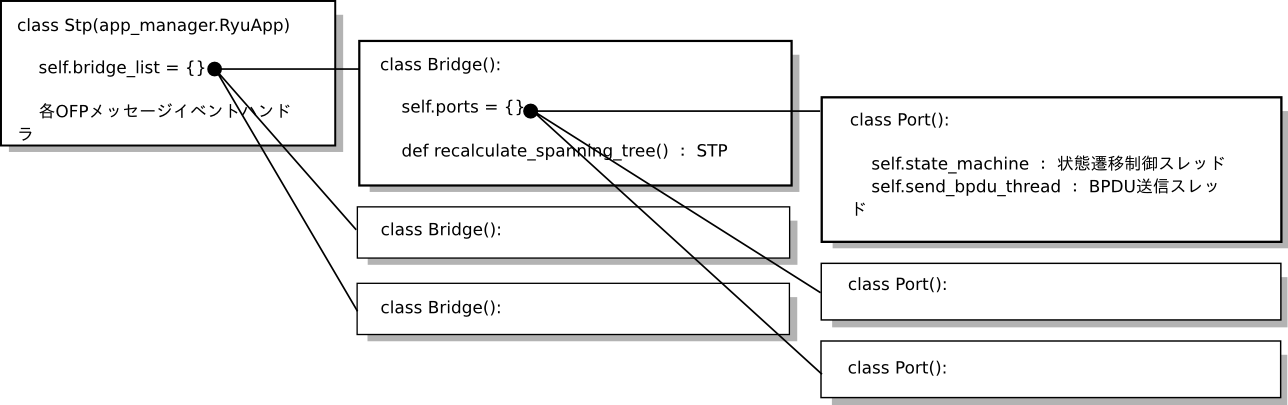 class Stp(app_manager.RyuApp)
self.bridge_list = {}
各OFPメッセージイベントハンド
ラ
class Bridge():
self.ports = {}
def recalculate_spanning_tree() ： STP
class Bridge():
class Bridge():
class Port():
self.state_machine ： 状態遷移制御スレッド
self.send_bpdu_thread ： BPDU送信スレッ
ド
class Port():
class Port():